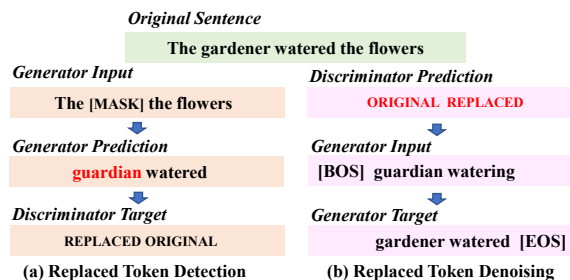 Original Sentence
The gardener watered the flowers
Generator Input
The [MASK] the flowers
Generator Prediction
guardian watered
Discriminator Target
REPLACED ORIGINAL
(a) Replaced Token Detection
Discriminator Prediction
ORIGINAL REPLACED
Generator Input
[BOS] guardian watering
Generator Target
gardener watered [EOS]
(b) Replaced Token Denoising